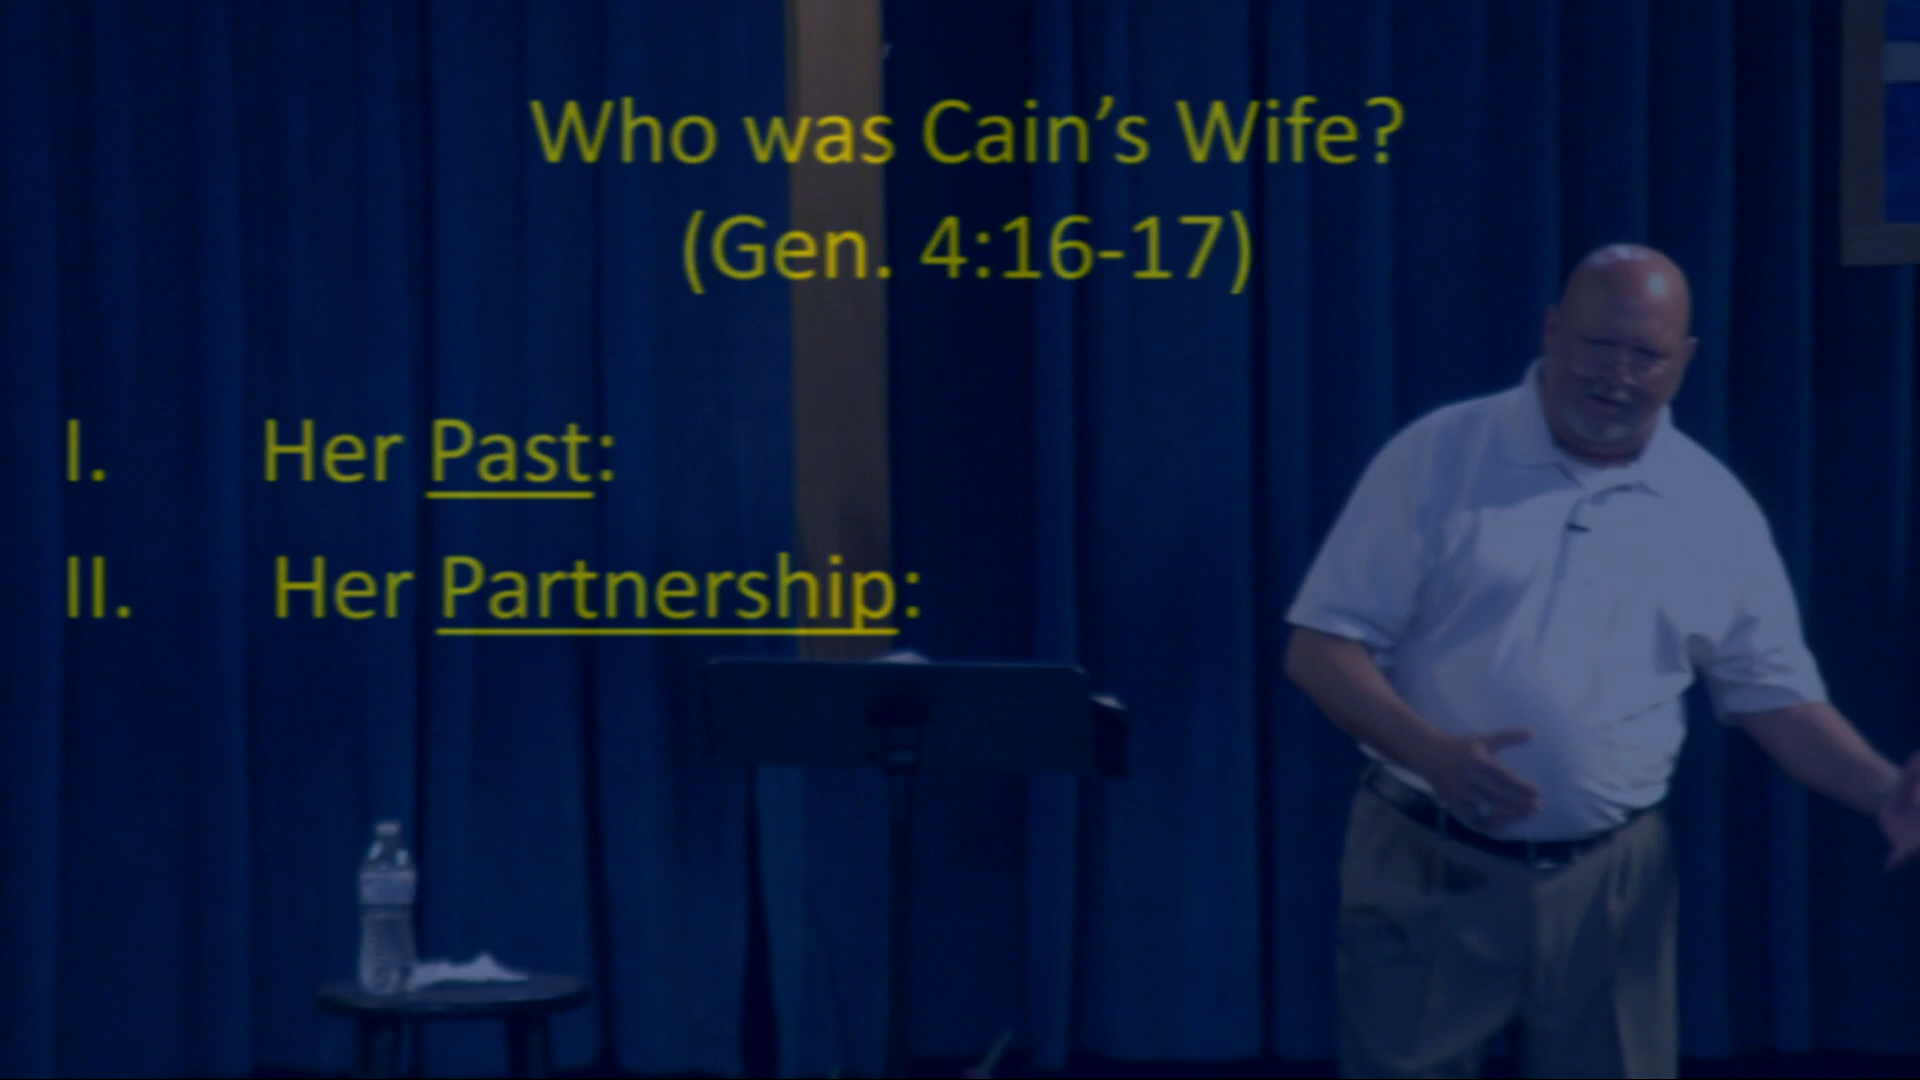 Who was Cain’s Wife?
(Gen. 4:16-17)
I. Her Past:
II. Her Partnership: